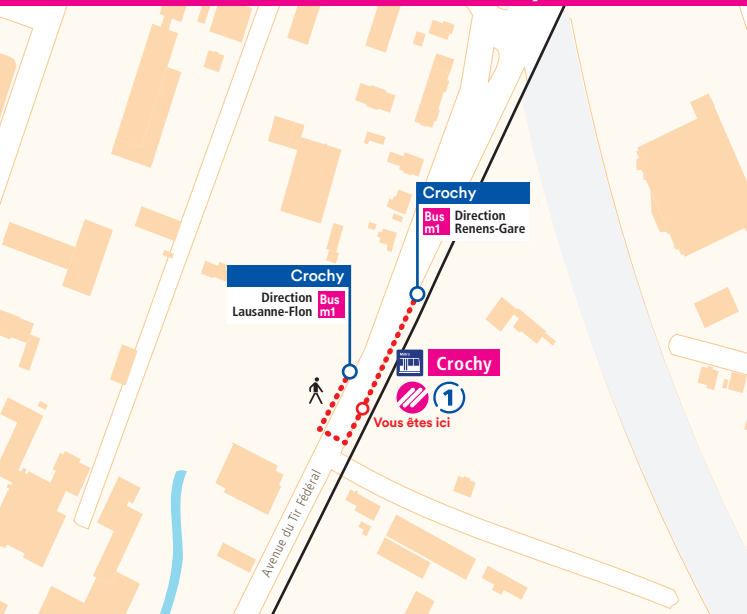 Crochy
Bus m1
Direction
Renens-Gare
Crochy
Direction
Lausanne-Flon
Bus m1
Métro
Crochy
1
Vous êtes ici
Avenue du Tir Fédéral